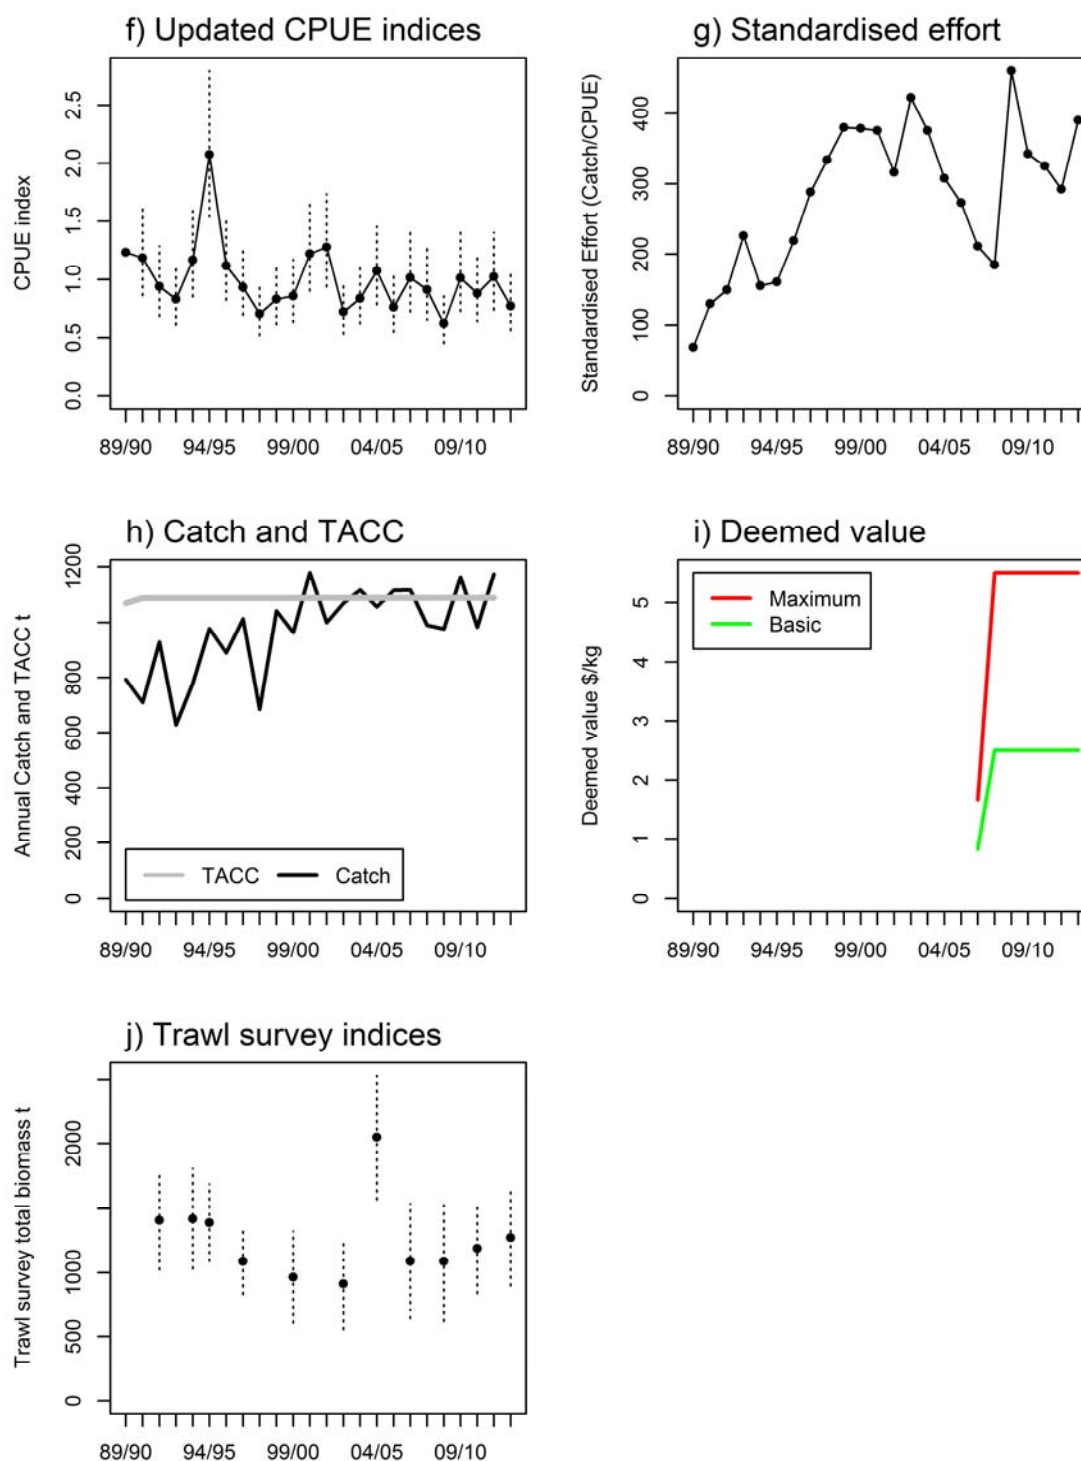 f) Updated CPUE indices
CPUE index
2.5
2.0
1.5
1.0
0.5
0.0
89/90 94/95 99/00 04/05 09/10
g) Standardised effort
Standardised Effort (Catch/CPUE)
400
300
200
100
0
89/90 94/95 99/00 04/05 09/10
h) Catch and TACC
Annual Catch and TACC t
1200
800
600
400
200
0
TACC Catch
89/90 94/95 99/00 04/05 09/10
i) Deemed value
Deemed value $/kg
5
4
3
2
1
0
Maximum
Basic
89/90 94/95 99/00 04/05 09/10
j) Trawl survey indices
Trawl survey total biomass t
2000
1000
500
0
89/90 94/95 99/00 04/05 09/10